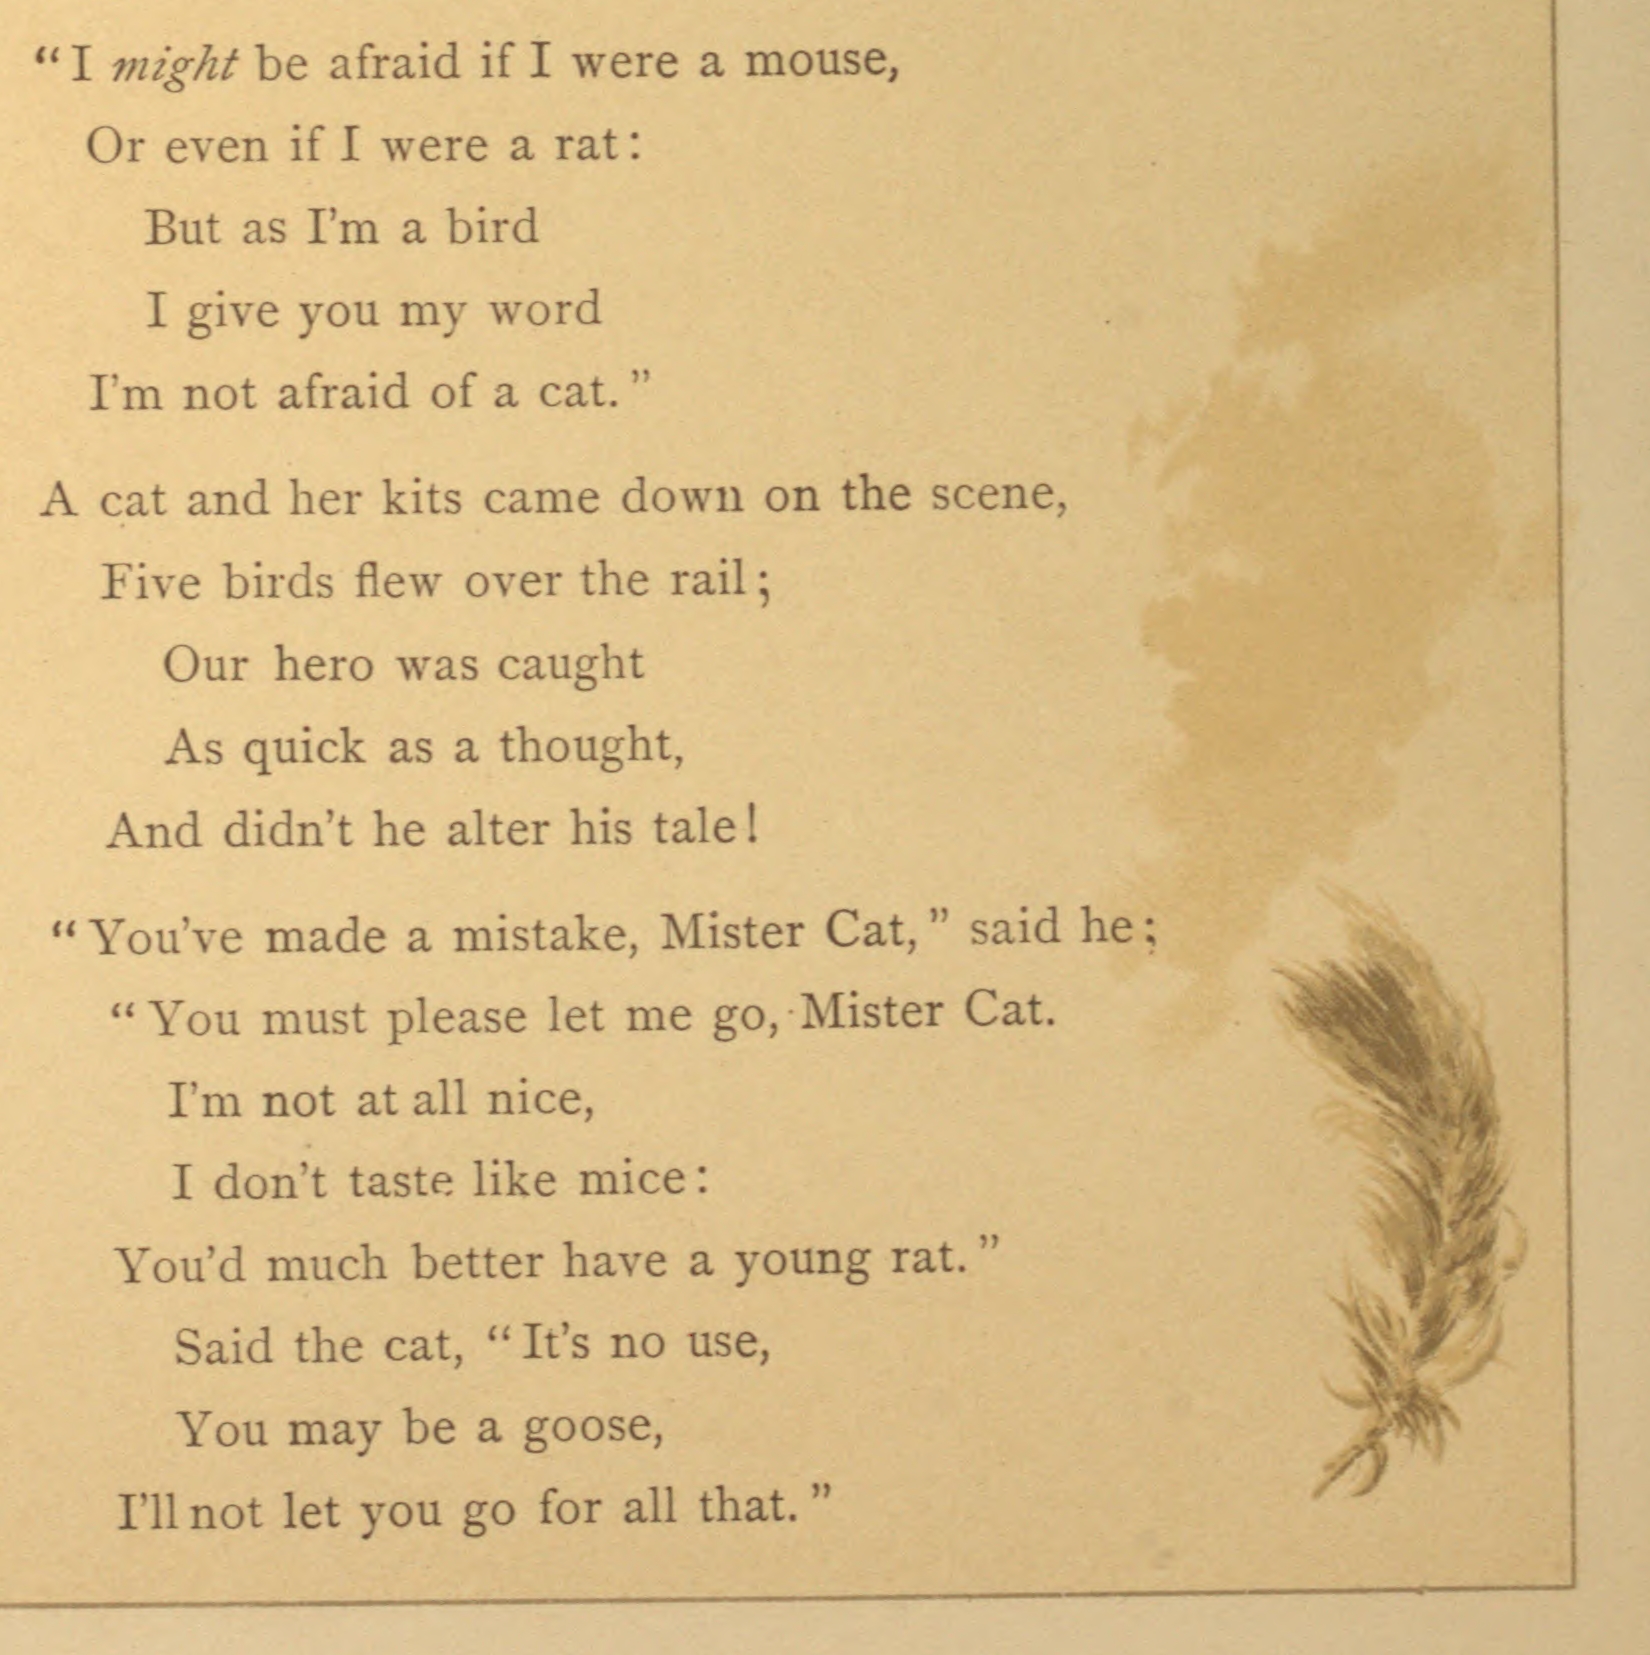 “I might be afraid if I were a mouse,
Or even if I were a rat:
But as I'm a bird
I give you my word
I'm not afraid of a cat.”
A cat and her kits came down on the scene,
Five birds flew over the rail;
Our hero was caught
As quick as a thought,
And didn't he alter his tale!
“You've made a mistake, Mister Cat,” said he;
“You must please let me go, Mister Cat.
I'm not at all nice,
I don't taste like mice:
You'd much better have a young rat.”
Said the cat, “It's no use,
You may be a goose,
I'll not let you go for all that.”